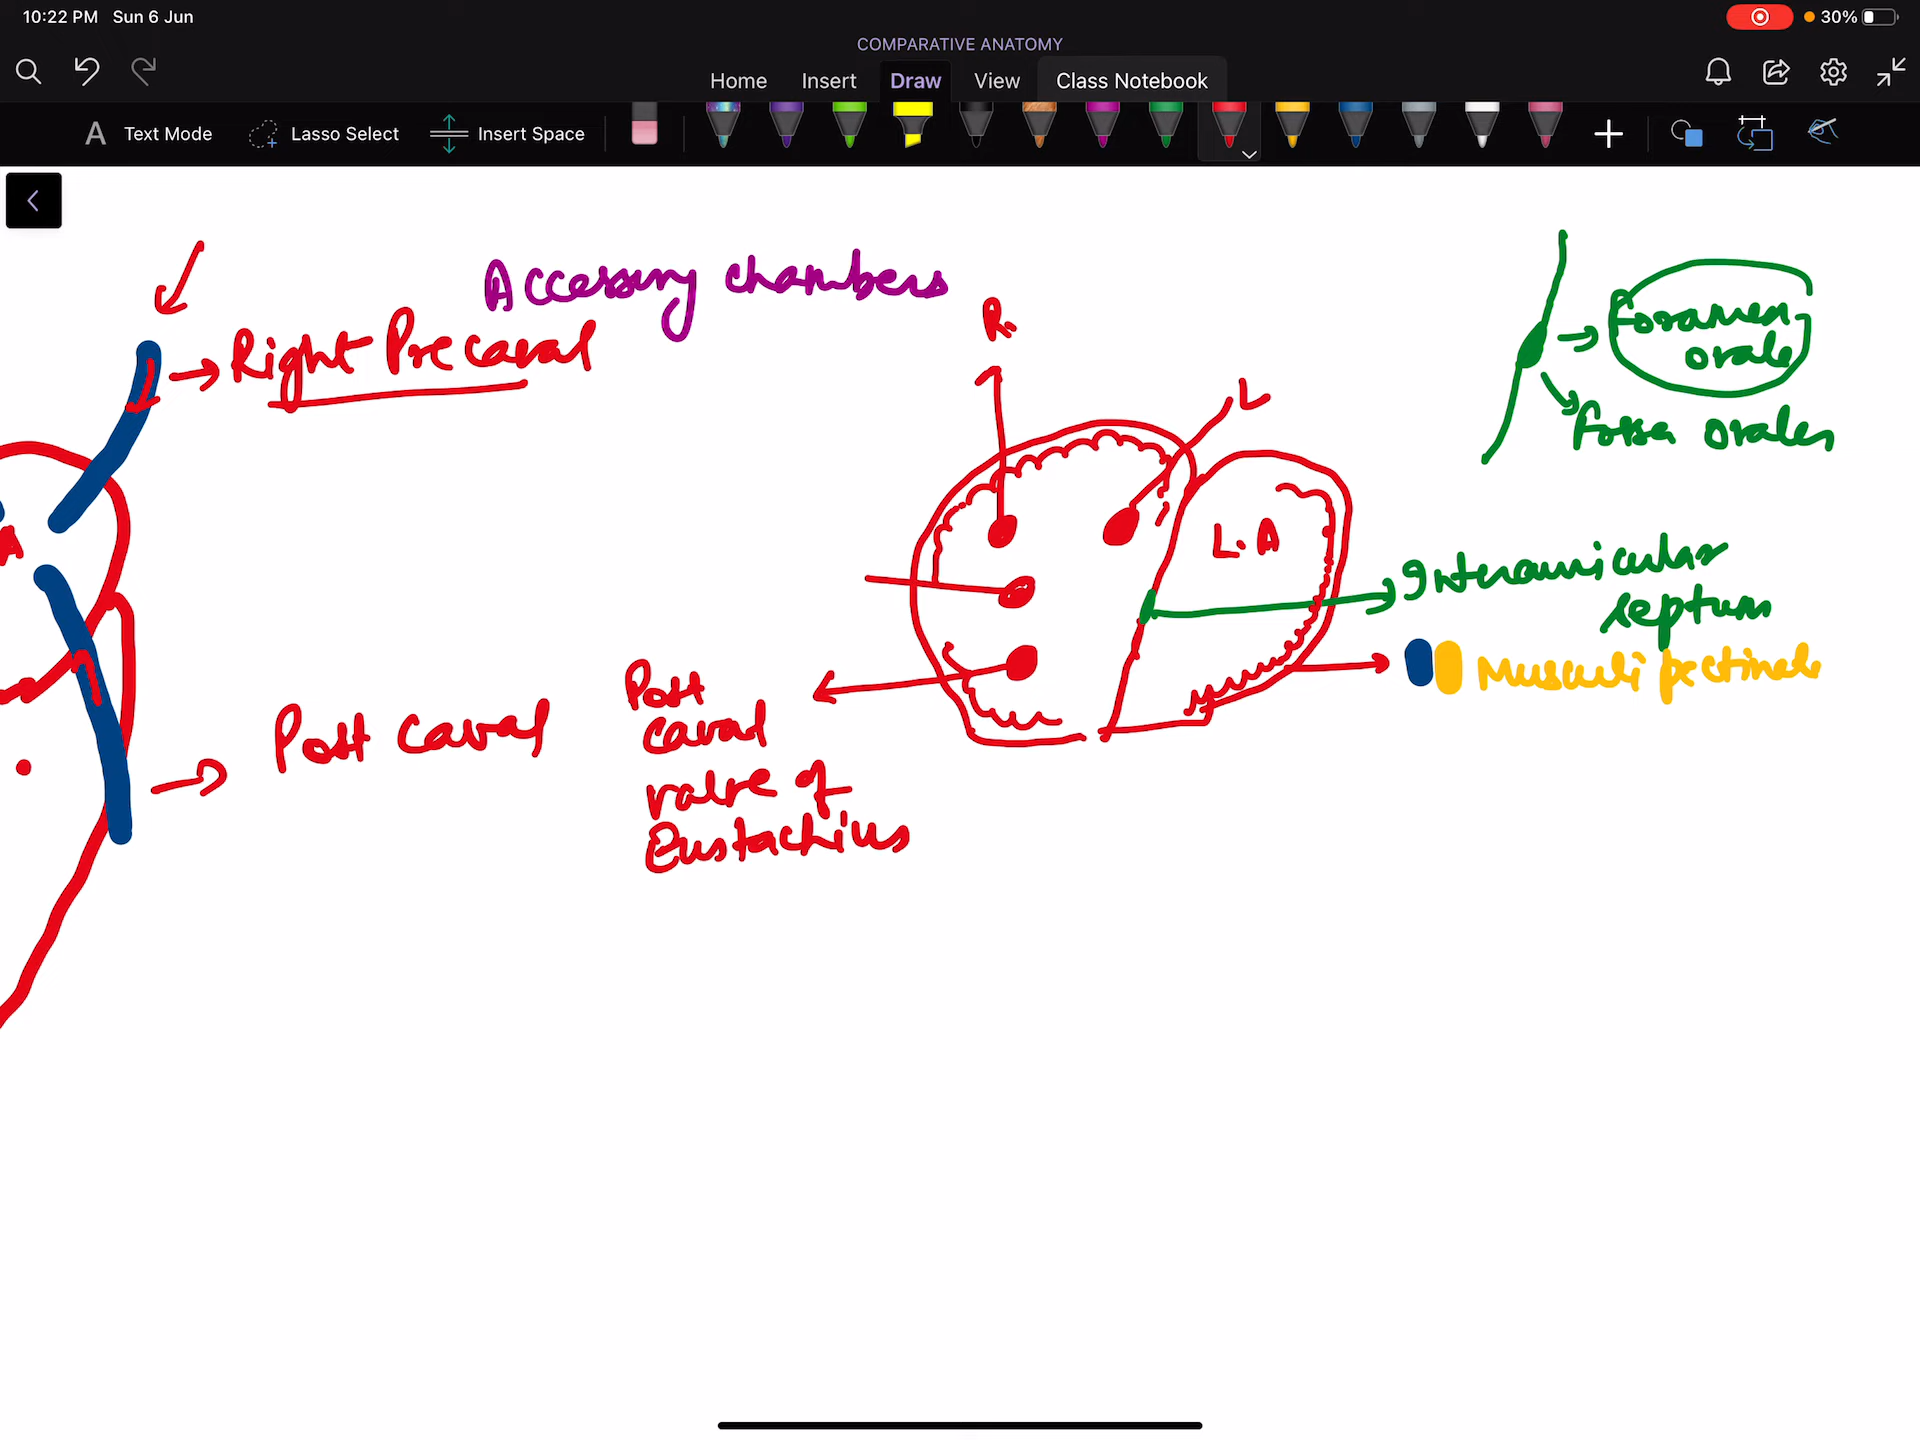 10:22 PM Sun 6 Jun
30%
COMPARATIVE ANATOMY
Home Insert Draw View Class Notebook
Text Mode Lasso Select Insert Space
Accessory chambers
Right Precaval
R.
L
Foramen
ovale
fossa ovales
A
L.A
Interauricular
septum
Musculi pectinate
Post caval
Post
caval
valve of
Eustachius